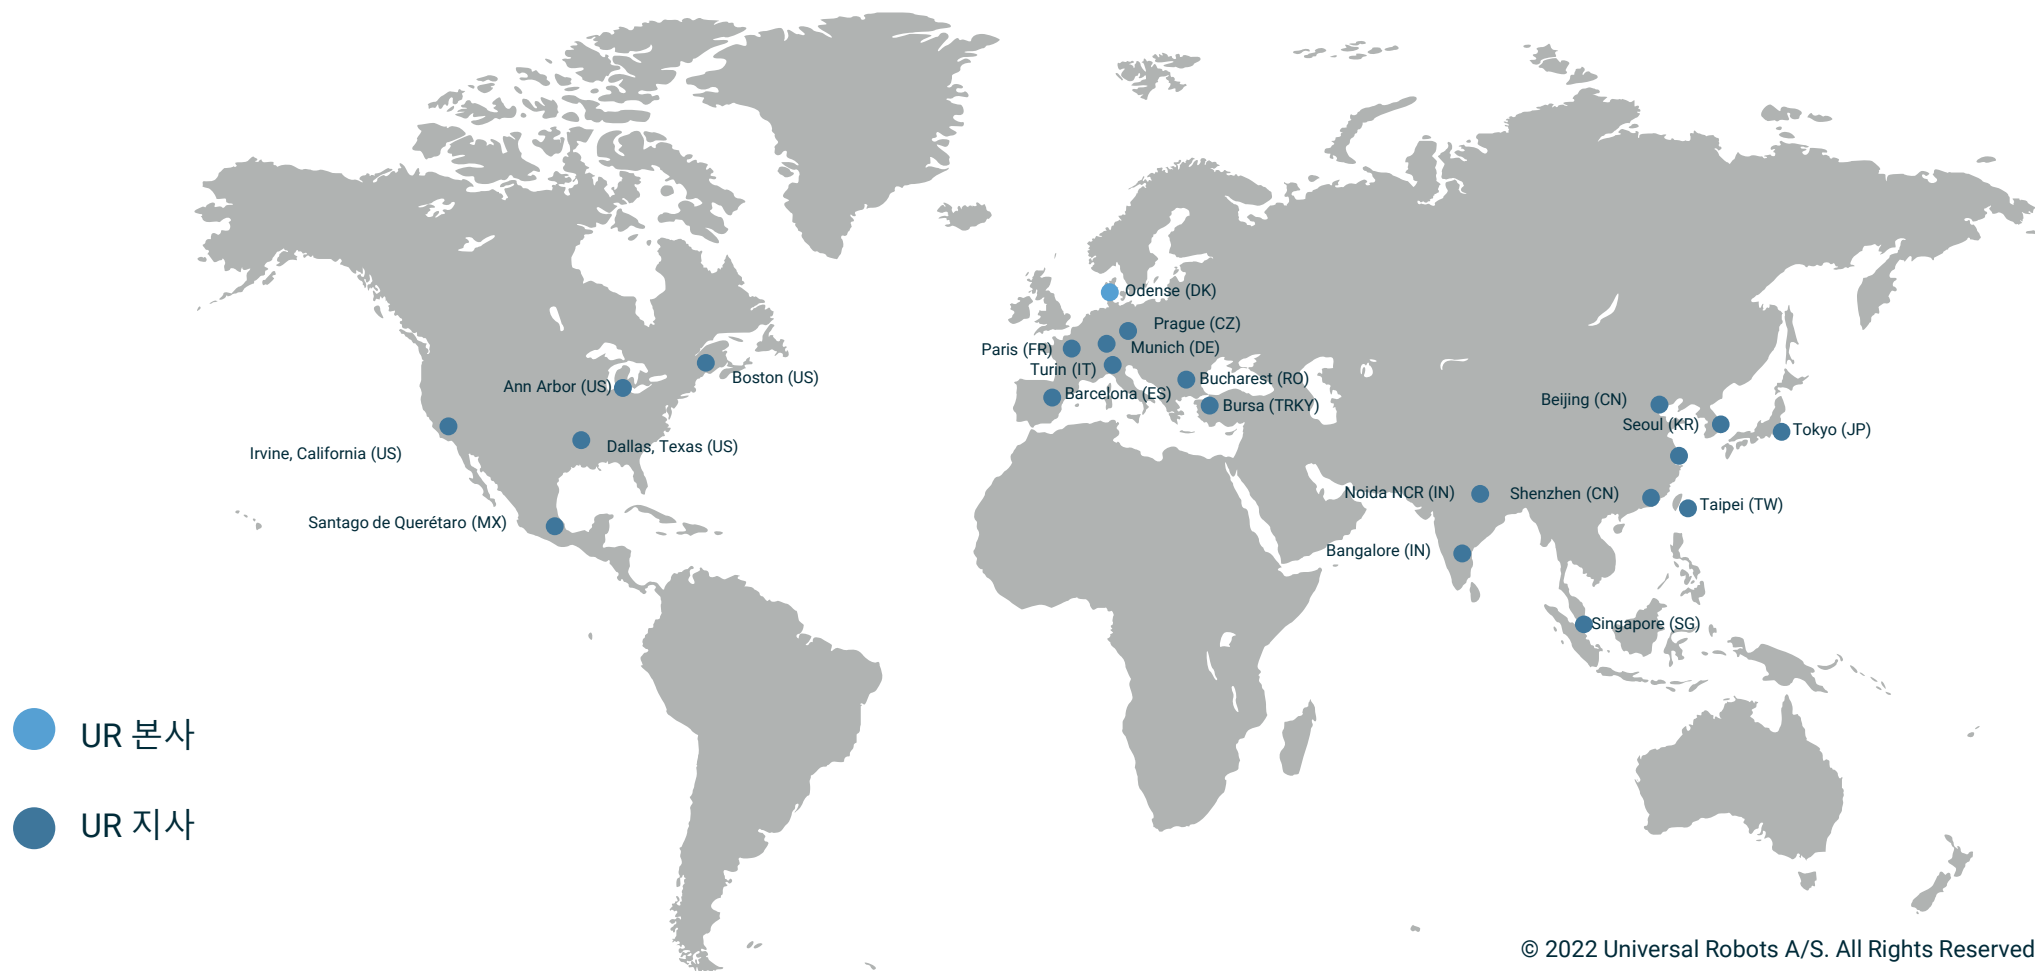 Odense (DK)
Prague (CZ)
Paris (FR)
Munich (DE)
Turin (IT)
Boston (US)
Ann Arbor (US)
Bucharest (RO)
Barcelona (ES)
Bursa (TRKY)
Beijing (CN)
Seoul (KR)
Tokyo (JP)
Irvine, California (US)
Dallas, Texas (US)
Noida NCR (IN)
Shenzhen (CN)
Taipei (TW)
Santago de Querétaro (MX)
Bangalore (IN)
Singapore (SG)
UR 본사
UR 지사
© 2022 Universal Robots A/S. All Rights Reserved